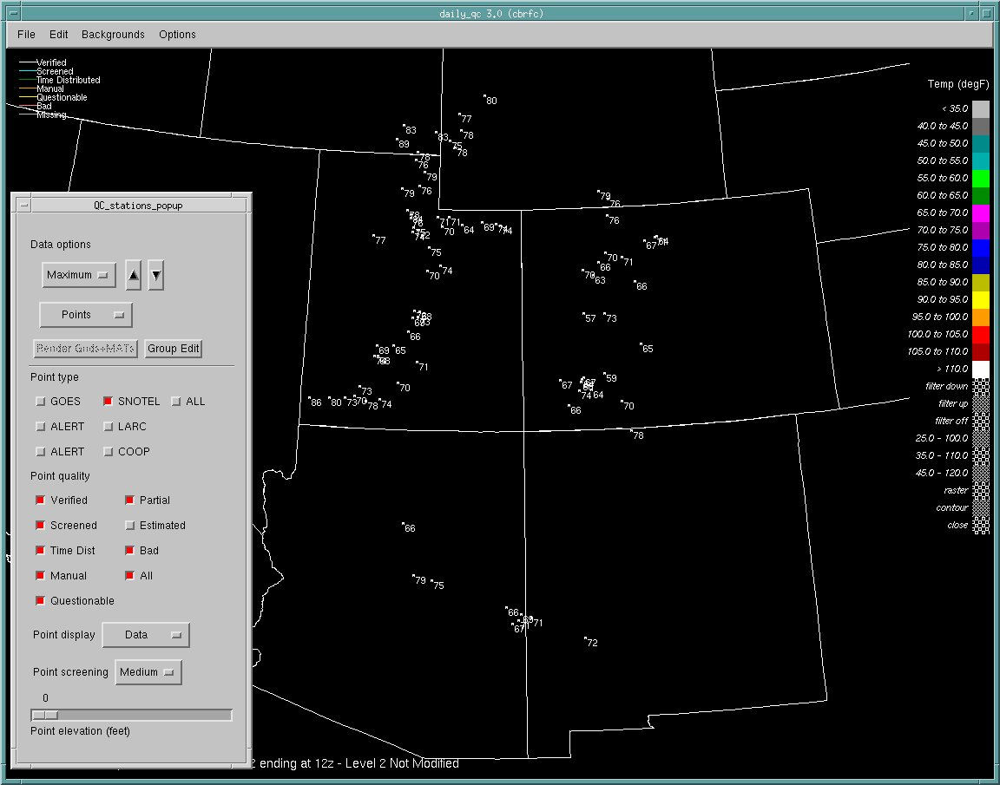 daily_qc 3.0 (cbrfc)
File Edit Backgrounds Options
Verified
Screened
Time Distributed
Manual
Questionable
Bad
Missing
Temp (degF)
< 35.0
40.0 to 45.0
45.0 to 50.0
50.0 to 55.0
55.0 to 60.0
60.0 to 65.0
65.0 to 70.0
70.0 to 75.0
75.0 to 80.0
80.0 to 85.0
85.0 to 90.0
90.0 to 95.0
95.0 to 100.0
100.0 to 105.0
105.0 to 110.0
> 110.0
filter down
filter up
filter off
25.0 - 100.0
35.0 - 110.0
45.0 - 120.0
raster
contour
close
QC_stations_popup
Data options
Maximum
Points
Render Grids+MATs Group Edit
Point type
GOES SNOTEL ALL
ALERT LARC
ALERT COOP
Point quality
Verified Partial
Screened Estimated
Time Dist Bad
Manual All
Questionable
Point display Data
Point screening Medium
0
Point elevation (feet)
80
77
83
83
78
89
75
78
78
76
79
79 76
79
76
78
76
71 71
70 64 69 74 74
77
75
70 74
67
70 71
66
70 63
66
57 73
66
69 65
71
65
73 70
86 80 73 70 78 74
67
59
74 64
66
70
78
66
79 75
66
69 71
67
72
2 ending at 12z - Level 2 Not Modified